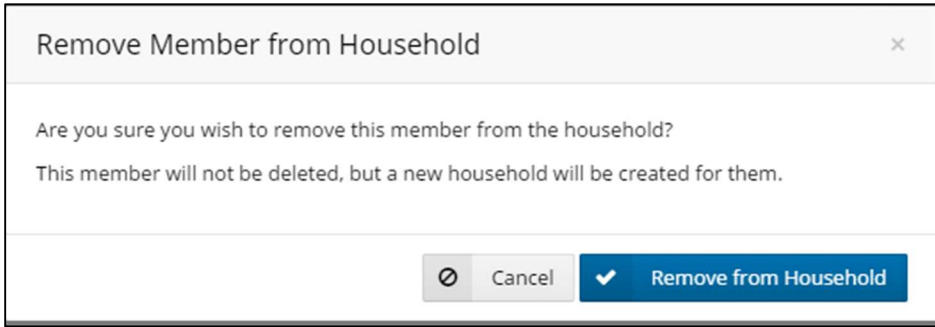 Remove Member from Household
Are you sure you wish to remove this member from the household?
This member will not be deleted, but a new household will be created for them.
Cancel
Remove from Household